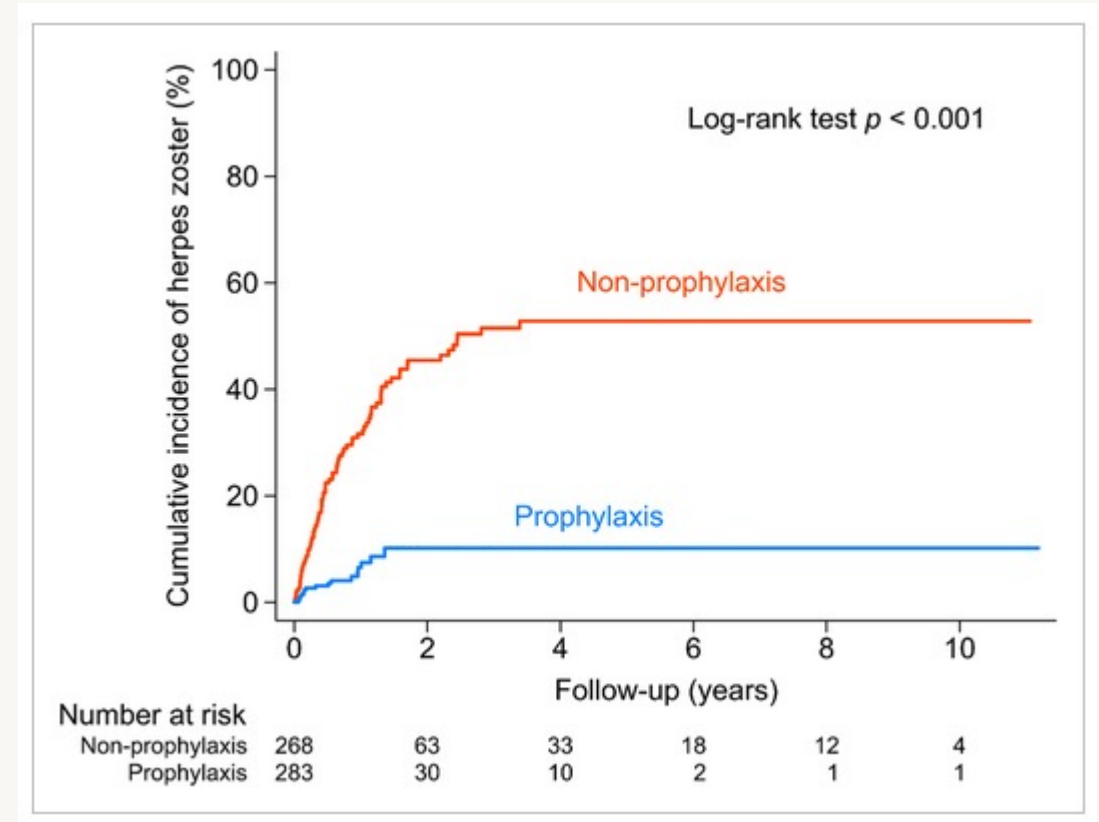 Cumulative incidence of herpes zoster (%)
100
80
60
40
20
0
Log-rank test p < 0.001
Non-prophylaxis
Prophylaxis
0 2 4 6 8 10
Follow-up (years)
Number at risk
Non-prophylaxis 268 63 33 18 12 4
Prophylaxis 283 30 10 2 1 1